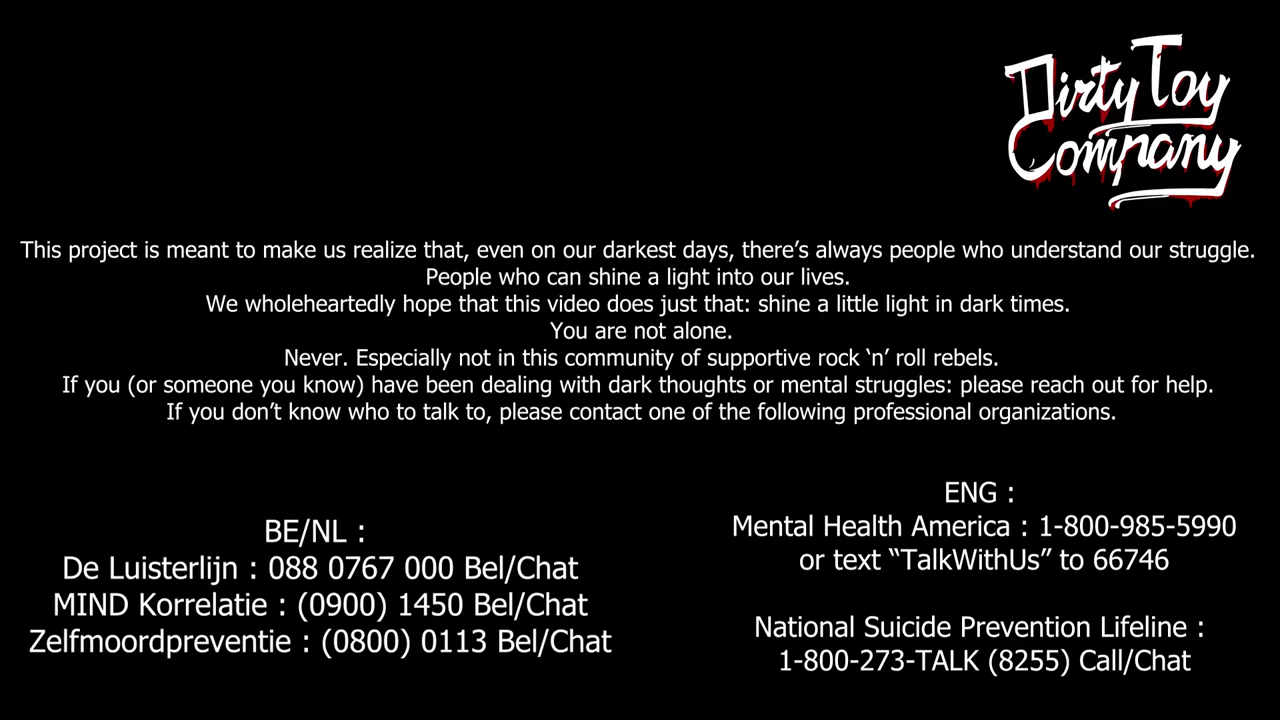 Dirty Toy
Company
This project is meant to make us realize that, even on our darkest days, there’s always people who understand our struggle.
People who can shine a light into our lives.
We wholeheartedly hope that this video does just that: shine a little light in dark times.
You are not alone.
Never. Especially not in this community of supportive rock ‘n’ roll rebels.
If you (or someone you know) have been dealing with dark thoughts or mental struggles: please reach out for help.
If you don’t know who to talk to, please contact one of the following professional organizations.
BE/NL :
De Luisterlijn : 088 0767 000 Bel/Chat
MIND Korrelatie : (0900) 1450 Bel/Chat
Zelfmoordpreventie : (0800) 0113 Bel/Chat
ENG :
Mental Health America : 1-800-985-5990
or text “TalkWithUs” to 66746
National Suicide Prevention Lifeline :
1-800-273-TALK (8255) Call/Chat